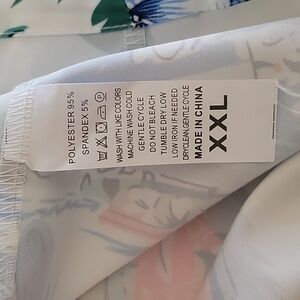 POLYESTER 95%
SPANDEX 5%
WASH WITH LIKE COLORS
MACHINE WASH COLD
GENTLE CYCLE
DO NOT BLEACH
TUMBLE DRY LOW
LOW IRON IF NEEDED
DRYCLEAN,GENTLE CYCLE
MADE IN CHINA
XXL